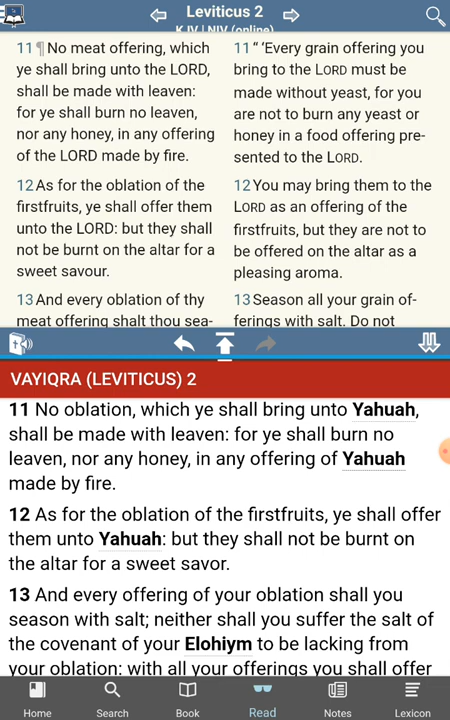 Leviticus 2
KJV | NIV (online)
11 ¶ No meat offering, which
ye shall bring unto the LORD,
shall be made with leaven:
for ye shall burn no leaven,
nor any honey, in any offering
of the LORD made by fire.
12 As for the oblation of the
firstfruits, ye shall offer them
unto the LORD: but they shall
not be burnt on the altar for a
sweet savour.
13 And every oblation of thy
meat offering shalt thou sea-
11 “ ‘Every grain offering you
bring to the LORD must be
made without yeast, for you
are not to burn any yeast or
honey in a food offering pre-
sented to the LORD.
12 You may bring them to the
LORD as an offering of the
firstfruits, but they are not to
be offered on the altar as a
pleasing aroma.
13 Season all your grain of-
ferings with salt. Do not
VAYIQRA (LEVITICUS) 2
11 No oblation, which ye shall bring unto Yahuah,
shall be made with leaven: for ye shall burn no
leaven, nor any honey, in any offering of Yahuah
made by fire.
12 As for the oblation of the firstfruits, ye shall offer
them unto Yahuah: but they shall not be burnt on
the altar for a sweet savor.
13 And every offering of your oblation shall you
season with salt; neither shall you suffer the salt of
the covenant of your Elohiym to be lacking from
your oblation: with all your offerings you shall offer
Home
Search
Book
Read
Notes
Lexicon